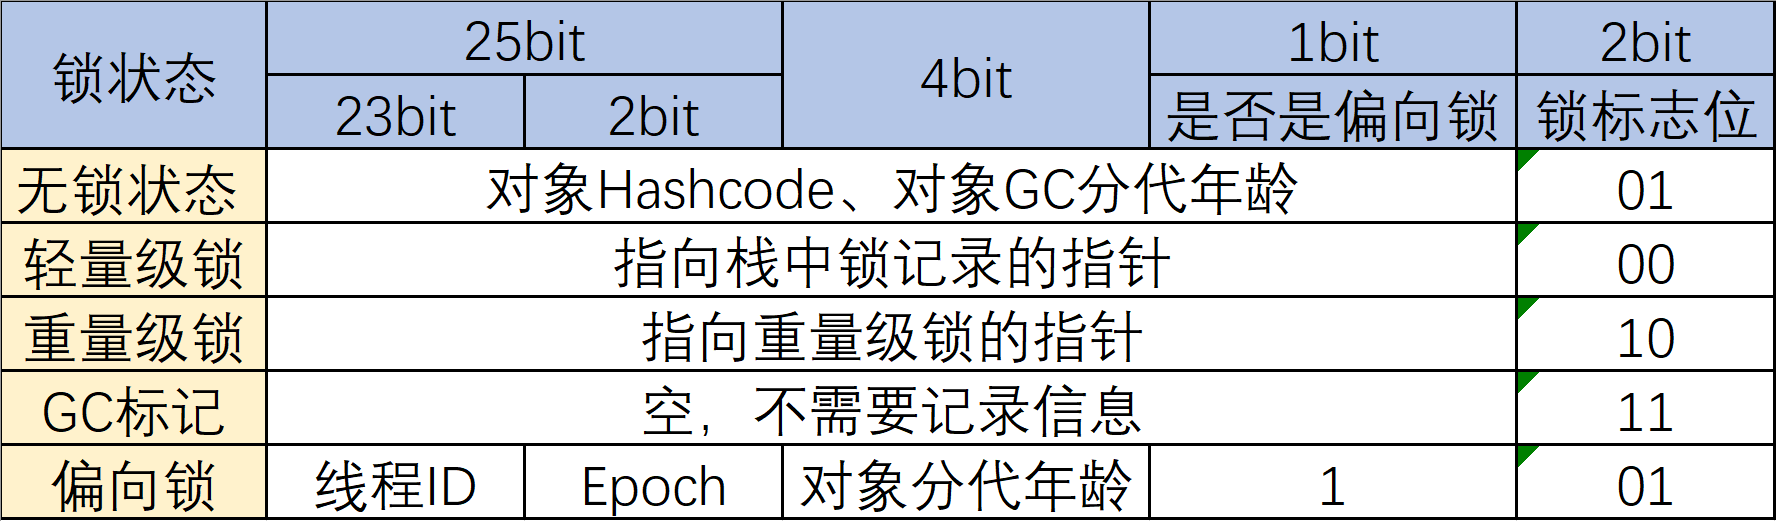 锁状态 25bit 4bit 1bit 2bit
23bit 2bit 是否是偏向锁 锁标志位
无锁状态 对象Hashcode、对象GC分代年龄 01
轻量级锁 指向栈中锁记录的指针 00
重量级锁 指向重量级锁的指针 10
GC标记 空，不需要记录信息 11
偏向锁 线程ID Epoch 对象分代年龄 1 01